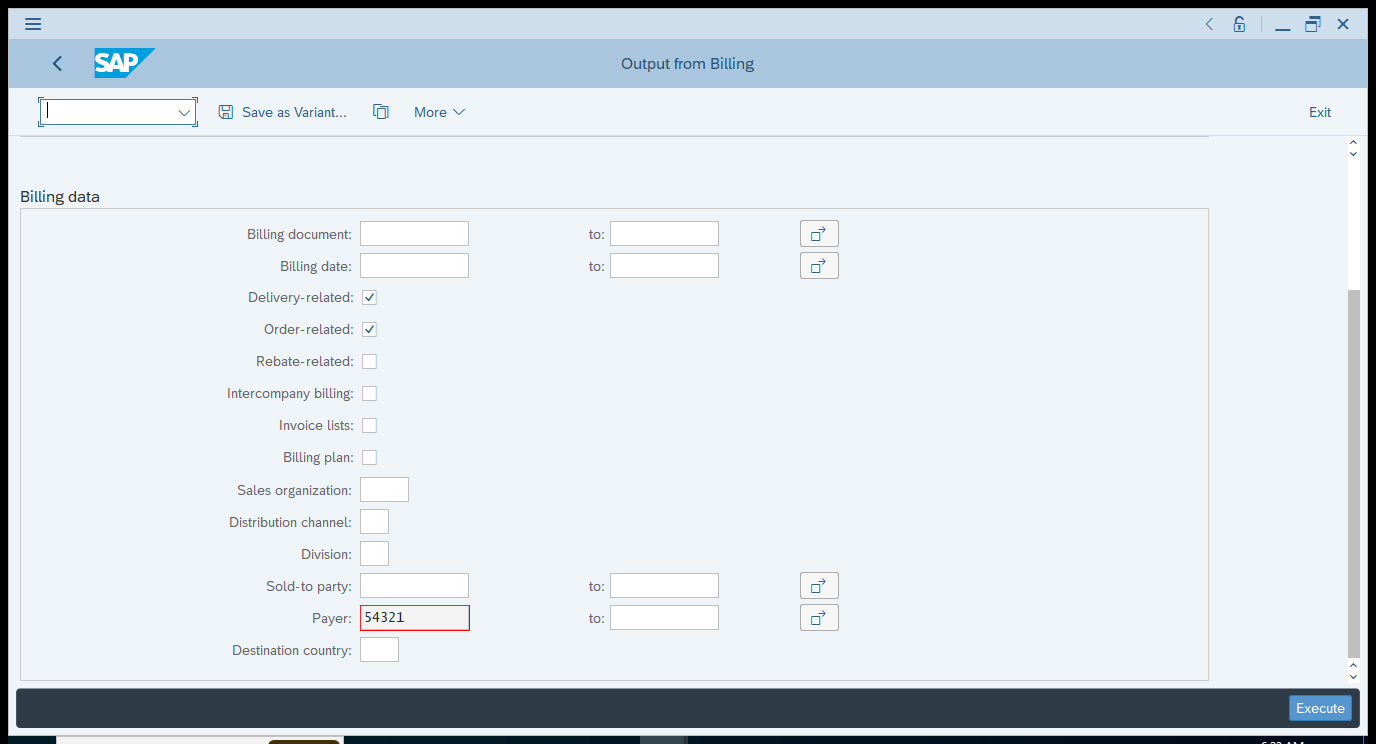 SAP
Output from Billing
Save as Variant...
More
Exit
Billing data
Billing document: to:
Billing date: to:
Delivery-related:
Order-related:
Rebate-related:
Intercompany billing:
Invoice lists:
Billing plan:
Sales organization:
Distribution channel:
Division:
Sold-to party: to:
Payer: 54321 to:
Destination country:
Execute